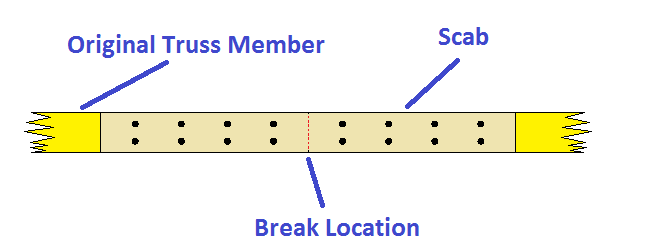 Original Truss Member
Scab
Break Location